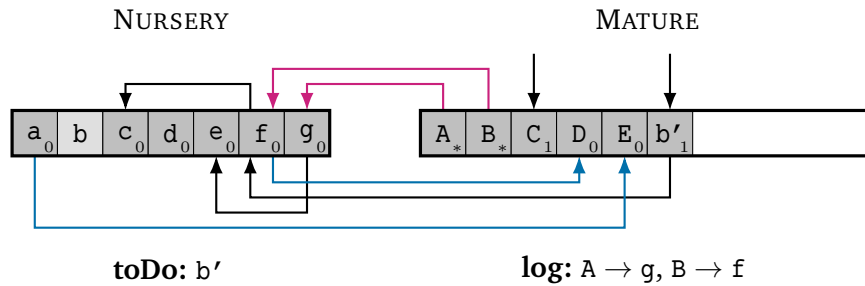 NURSERY MATURE
a₀ b c₀ d₀ e₀ f₀ g₀ A* B* C₁ D₀ E₀ b′₁
toDo: b′ log: A → g, B → f